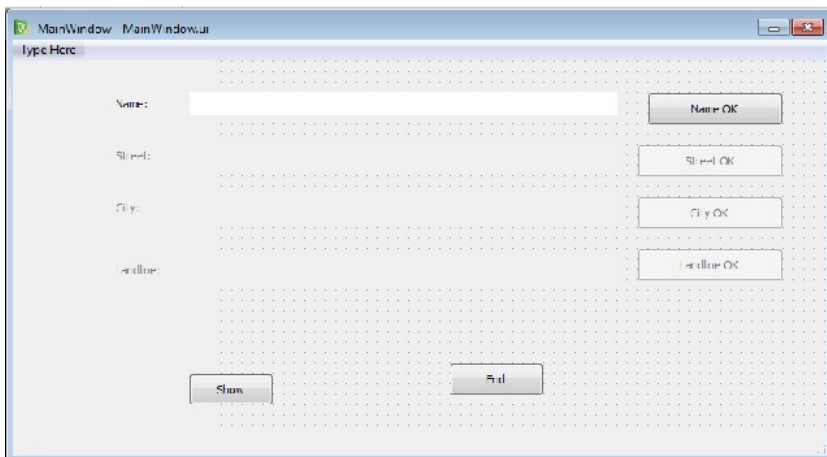 MainWindow - MainWindow.ui
Type Here
Name:
Name OK
Street:
Street OK
City:
City OK
Landline:
Landline OK
Show
End